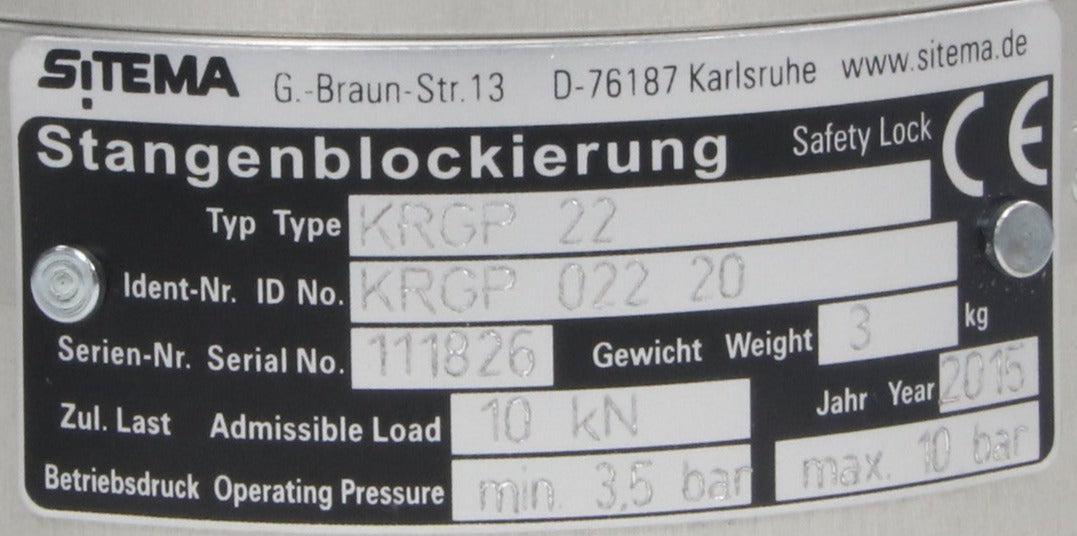 SITEMA G.-Braun-Str.13 D-76187 Karlsruhe www.sitema.de
Stangenblockierung Safety Lock CE
Typ Type KRGP 22
Ident-Nr. ID No. KRGP 022 20
Serien-Nr. Serial No. 111826 Gewicht Weight 3 kg
Zul. Last Admissible Load 10 kN Jahr Year 2015
Betriebsdruck Operating Pressure min. 3,5 bar max. 10 bar